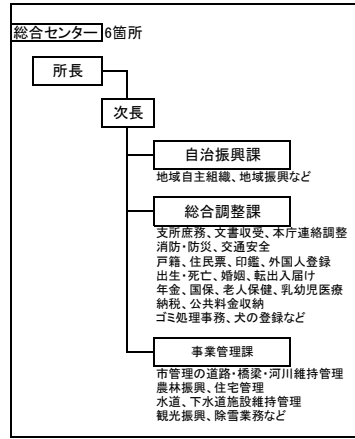 総合センター 6箇所
所長
次長
自治振興課
地域自主組織、地域振興など
総合調整課
支所庶務、文書収受、本庁連絡調整
消防・防災、交通安全
戸籍、住民票、印鑑、外国人登録
出生・死亡、婚姻、転出入届け
年金、国保、老人保健、乳幼児医療
納税、公共料金収納
ゴミ処理事務、犬の登録など
事業管理課
市管理の道路・橋梁・河川維持管理
農林振興、住宅管理
水道、下水道施設維持管理
観光振興、除雪業務など